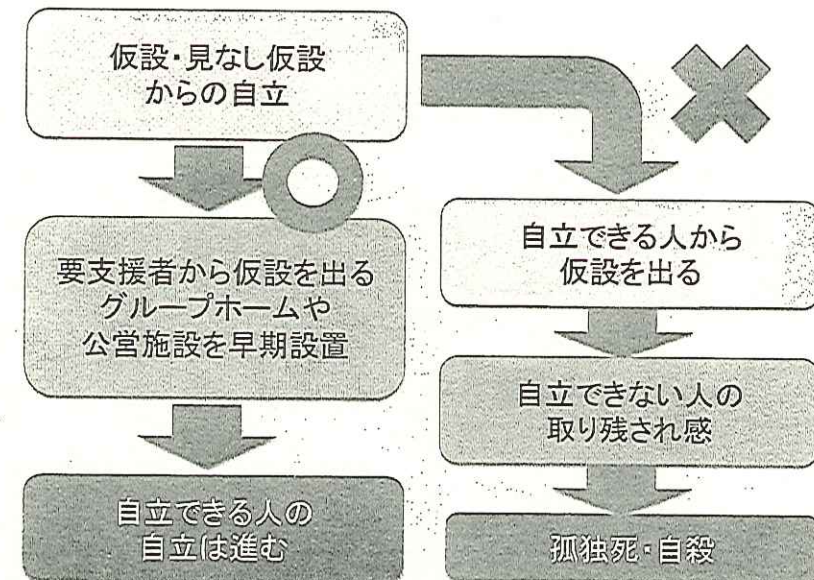 仮設・見なし仮設
からの自立
要支援者から仮設を出る
グループホームや
公営施設を早期設置
自立できる人の
自立は進む
自立できる人から
仮設を出る
自立できない人の
取り残され感
孤独死・自殺